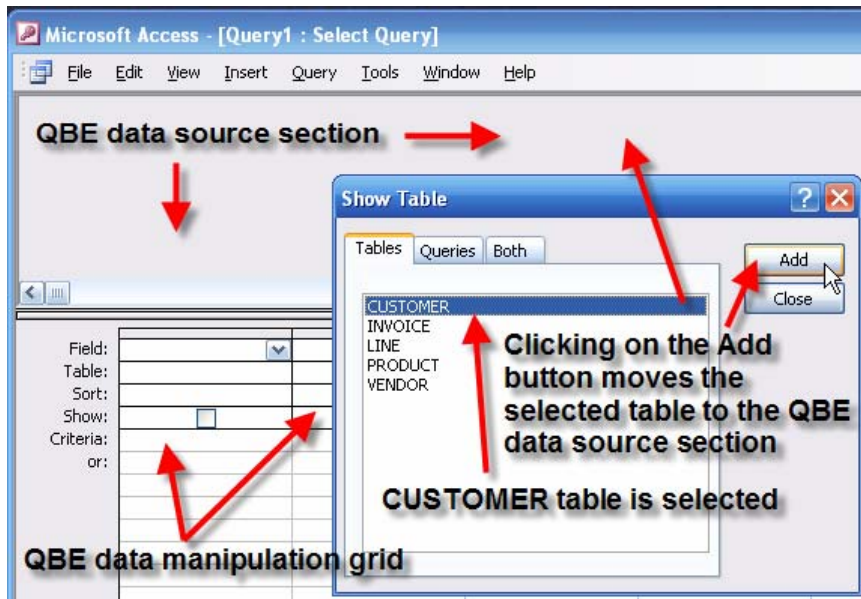 Microsoft Access - [Query1 : Select Query]
File Edit View Insert Query Tools Window Help
QBE data source section
Show Table
Tables Queries Both
Add
Close
CUSTOMER
INVOICE
LINE
PRODUCT
VENDOR
Clicking on the Add
button moves the
selected table to the QBE
data source section
CUSTOMER table is selected
Field:
Table:
Sort:
Show:
Criteria:
or:
QBE data manipulation grid